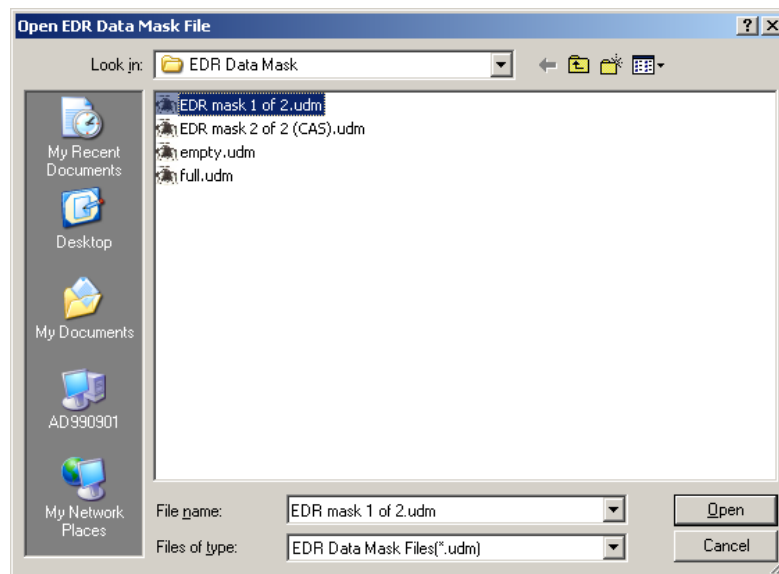 Open EDR Data Mask File
Look in: EDR Data Mask
EDR mask 1 of 2.udm
EDR mask 2 of 2 (CAS).udm
empty.udm
full.udm
My Recent
Documents
Desktop
My Documents
AD990901
My Network
Places
File name: EDR mask 1 of 2.udm Open
Files of type: EDR Data Mask Files(*.udm) Cancel